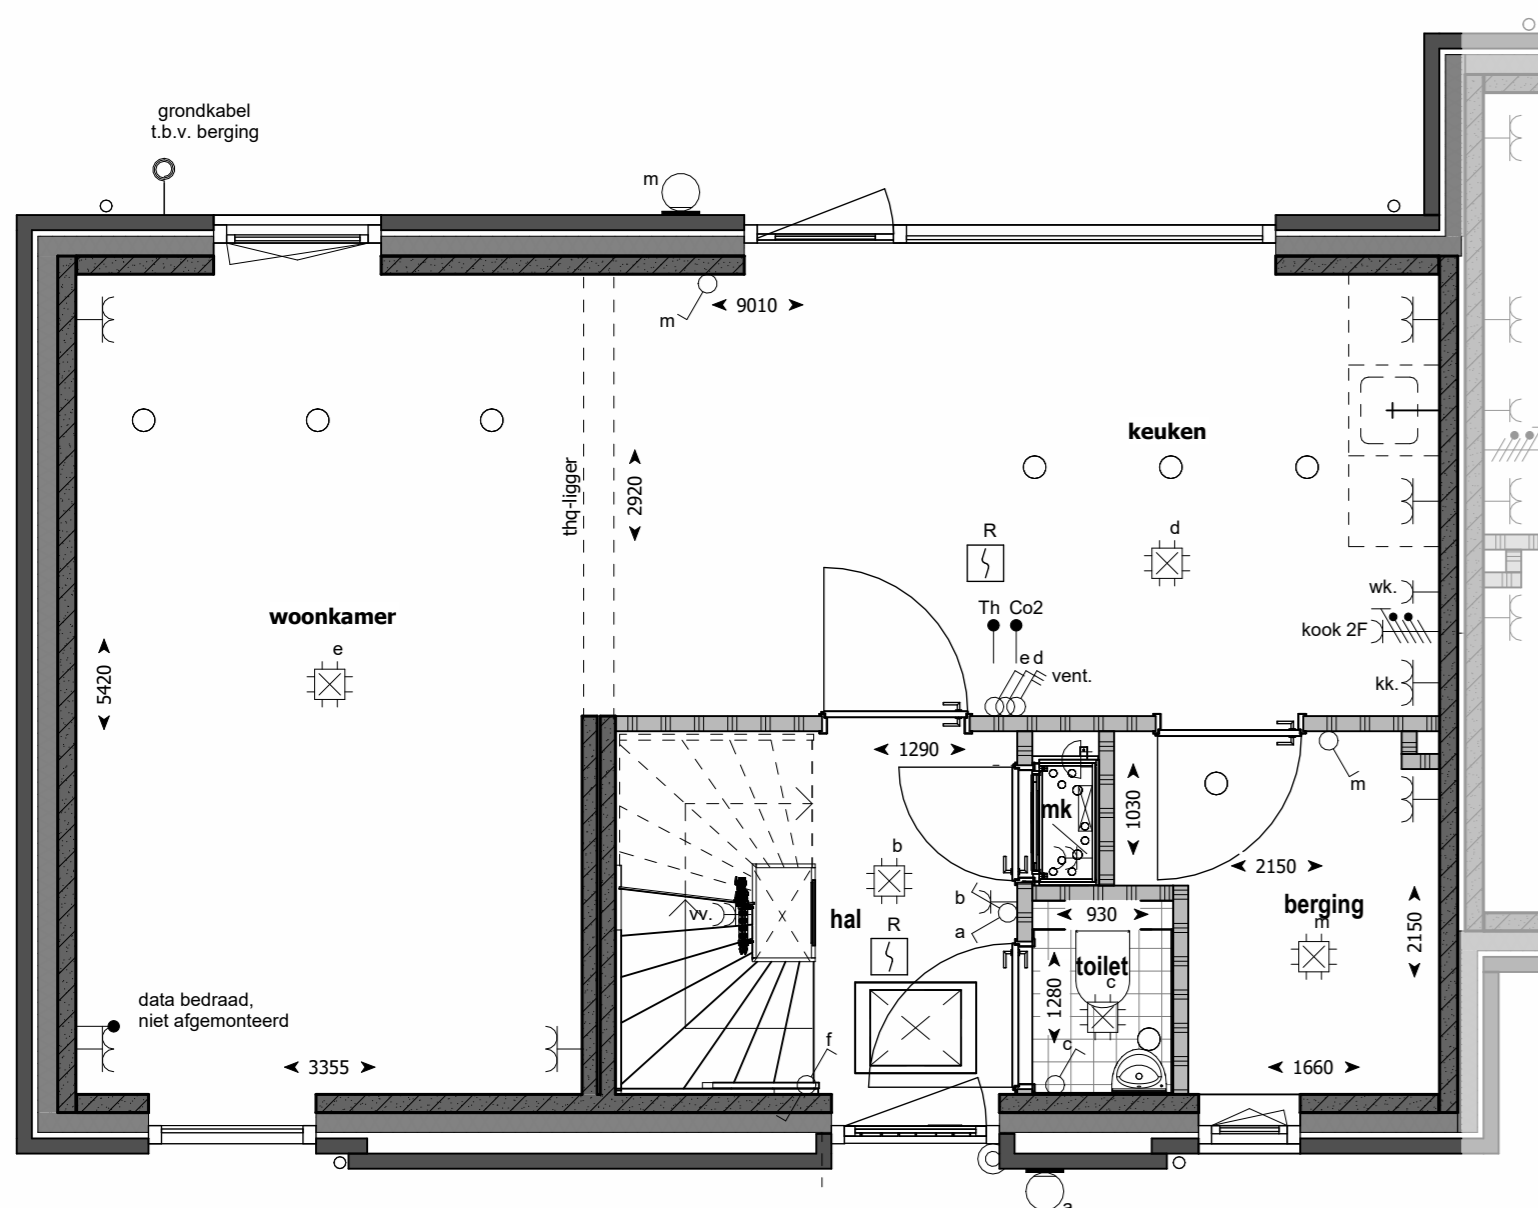 grondkabel
t.b.v. berging
m
m
9010
keuken
thq-ligger
2920
R
d
wk.
Th Co2
kook 2F
woonkamer
e
e d
vent.
5420
kk.
1290
mk
1030
m
2150
b
vv.
hal
b
a
930
berging
m
2150
R
toilet
c
1280
data bedraad,
niet afgemonteerd
f
c
3355
1660
a